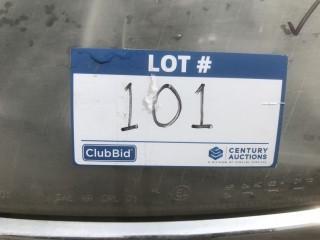 LOT #
101
ClubBid
CENTURY
AUCTIONS